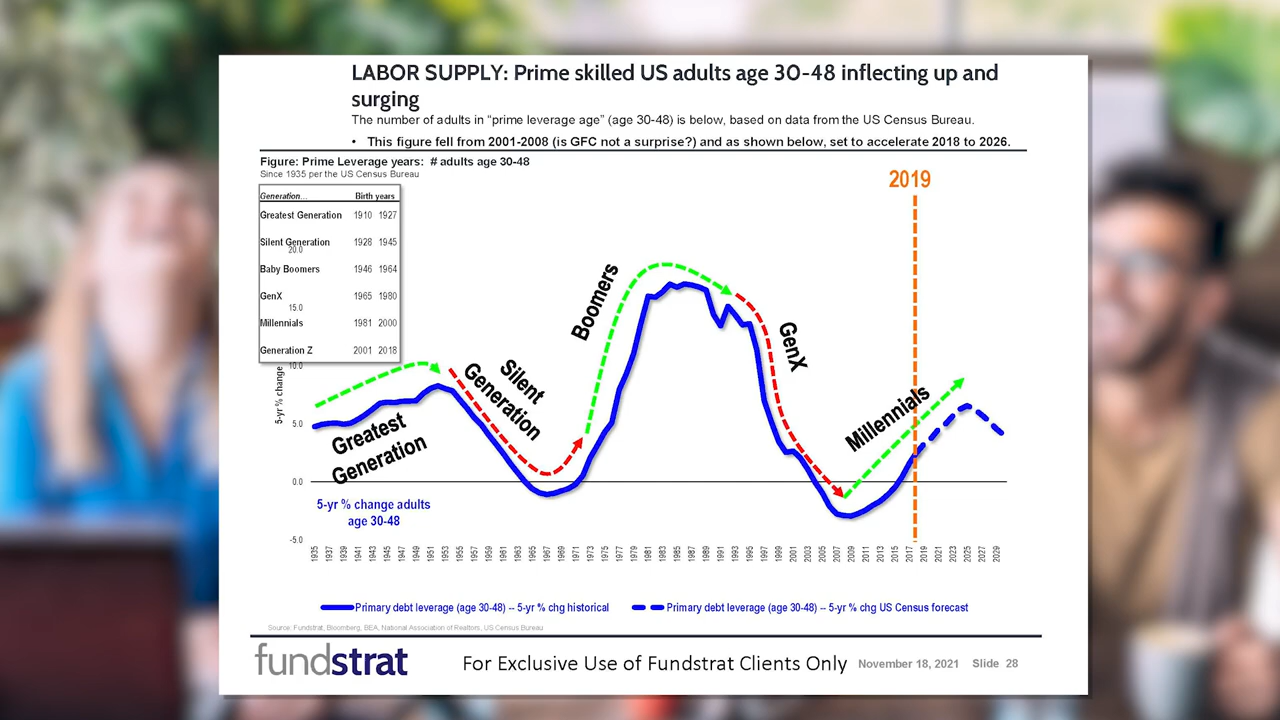 LABOR SUPPLY: Prime skilled US adults age 30-48 inflecting up and
surging
The number of adults in “prime leverage age” (age 30-48) is below, based on data from the US Census Bureau.
• This figure fell from 2001-2008 (is GFC not a surprise?) and as shown below, set to accelerate 2018 to 2026.
Figure: Prime Leverage years: # adults age 30-48
Since 1935 per the US Census Bureau
2019
Generation... Birth years
Greatest Generation 1910 1927
Silent Generation 1928 1945
20.0
Baby Boomers 1946 1964
GenX 1965 1980
15.0
Millennials 1981 2000
Generation Z 2001 2018
10.0
5-yr % change
5.0
0.0
-5.0
Greatest
Generation
Silent
Generation
Boomers
GenX
Millennials
5-yr % change adults
age 30-48
1935 1937 1939 1941 1943 1945 1947 1949 1951 1953 1955 1957 1959 1961 1963 1965 1967 1969 1971 1973 1975 1977 1979 1981 1983 1985 1987 1989 1991 1993 1995 1997 1999 2001 2003 2005 2007 2009 2011 2013 2015 2017 2019 2021 2023 2025 2027 2029
Primary debt leverage (age 30-48) -- 5-yr % chg historical
Primary debt leverage (age 30-48) -- 5-yr % chg US Census forecast
Source: Fundstrat, Bloomberg, BEA, National Association of Realtors, US Census Bureau
fundstrat
For Exclusive Use of Fundstrat Clients Only
November 18, 2021 Slide 28